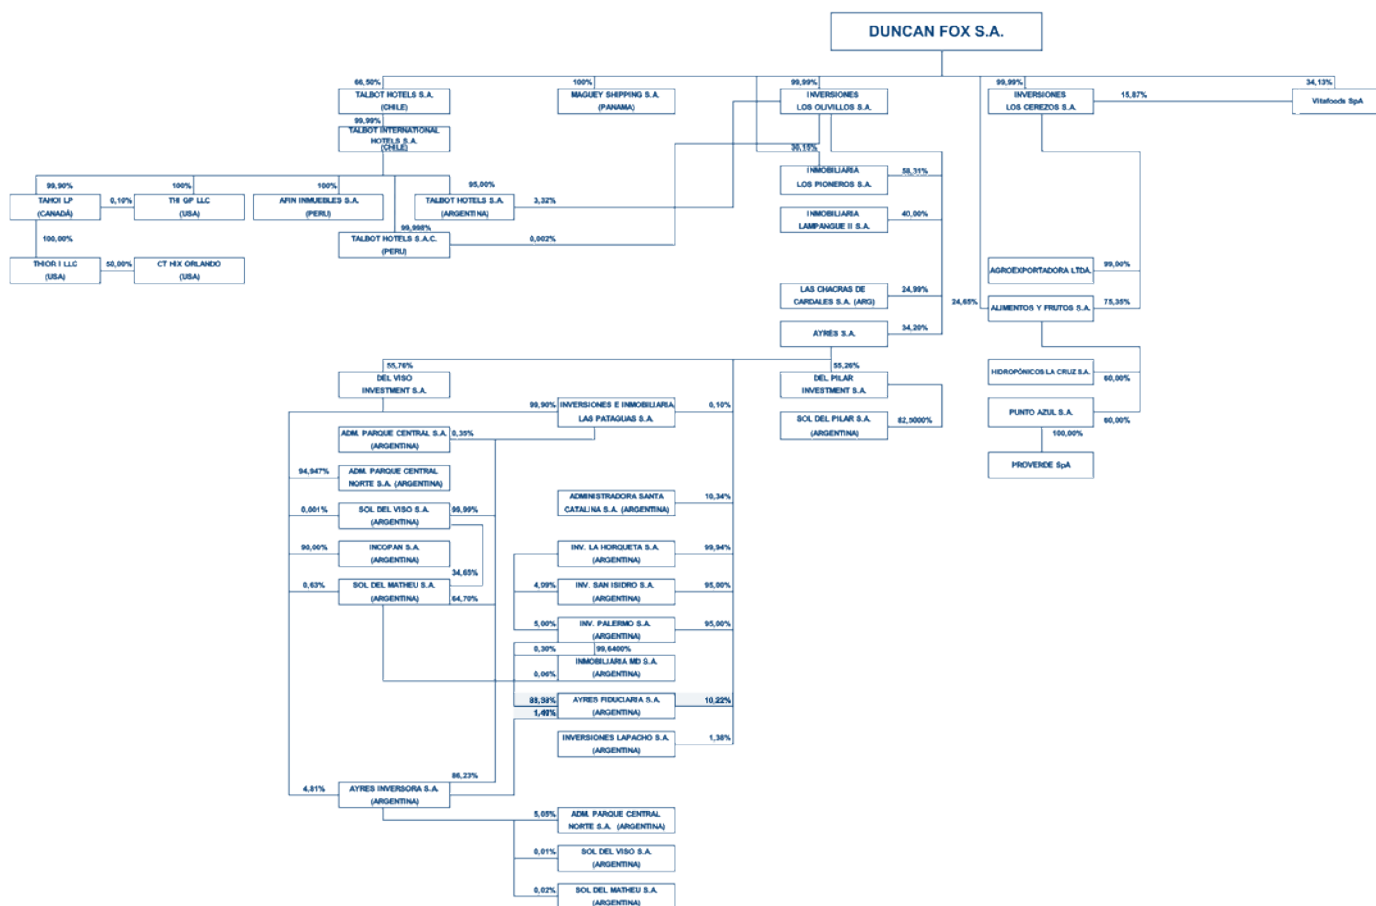 DUNCAN FOX S.A.
66,50%
100%
99,99%
99,99%
34,13%
TALBOT HOTELS S.A.
(CHILE)
MAGUEY SHIPPING S.A.
(PANAMA)
INVERSIONES
LOS OLIVILLOS S.A.
INVERSIONES
LOS CEREZOS S.A.
15,87%
Vitafoods SpA
99,99%
TALBOT INTERNATIONAL
HOTELS S.A.
(CHILE)
30,15%
INMOBILIARIA
LOS PIONEROS S.A.
58,31%
99,90%
100%
100%
95,00%
TAHOI LP
(CANADÁ)
0,10%
THI GP LLC
(USA)
AFIN INMUEBLES S.A.
(PERU)
TALBOT HOTELS S.A.
(ARGENTINA)
3,32%
INMOBILIARIA
LAMPANGUE II S.A.
40,00%
99,998%
TALBOT HOTELS S.A.C.
(PERU)
0,002%
100,00%
THIOR I LLC
(USA)
50,00%
CT HIX ORLANDO
(USA)
AGROEXPORTADORA LTDA.
99,00%
LAS CHACRAS DE
CARDALES S.A. (ARG)
24,99%
24,65%
ALIMENTOS Y FRUTOS S.A.
75,35%
AYRES S.A.
34,20%
55,76%
55,26%
DEL VISO
INVESTMENT S.A.
DEL PILAR
INVESTMENT S.A.
HIDROPÓNICOS LA CRUZ S.A.
60,00%
99,90%
INVERSIONES E INMOBILIARIA
LAS PATAGUAS S.A.
0,10%
SOL DEL PILAR S.A.
(ARGENTINA)
82,5000%
PUNTO AZUL S.A.
60,00%
100,00%
PROVERDE SpA
ADM. PARQUE CENTRAL S.A.
(ARGENTINA)
0,35%
94,947%
ADM. PARQUE CENTRAL
NORTE S.A. (ARGENTINA)
0,001%
SOL DEL VISO S.A.
(ARGENTINA)
99,99%
ADMINISTRADORA SANTA
CATALINA S.A. (ARGENTINA)
10,34%
90,00%
INCOPAN S.A.
(ARGENTINA)
INV. LA HORQUETA S.A.
(ARGENTINA)
99,94%
34,65%
0,63%
SOL DEL MATHEU S.A.
(ARGENTINA)
64,70%
4,99%
INV. SAN ISIDRO S.A.
(ARGENTINA)
95,00%
5,00%
INV. PALERMO S.A.
(ARGENTINA)
95,00%
0,30%
99,6400%
INMOBILIARIA MD S.A.
(ARGENTINA)
0,06%
AYRES FIDUCIARIA S.A.
(ARGENTINA)
10,22%
INVERSIONES LAPACHO S.A.
(ARGENTINA)
1,38%
86,23%
4,81%
AYRES INVERSORA S.A.
(ARGENTINA)
5,05%
ADM. PARQUE CENTRAL
NORTE S.A. (ARGENTINA)
0,01%
SOL DEL VISO S.A.
(ARGENTINA)
0,02%
SOL DEL MATHEU S.A.
(ARGENTINA)